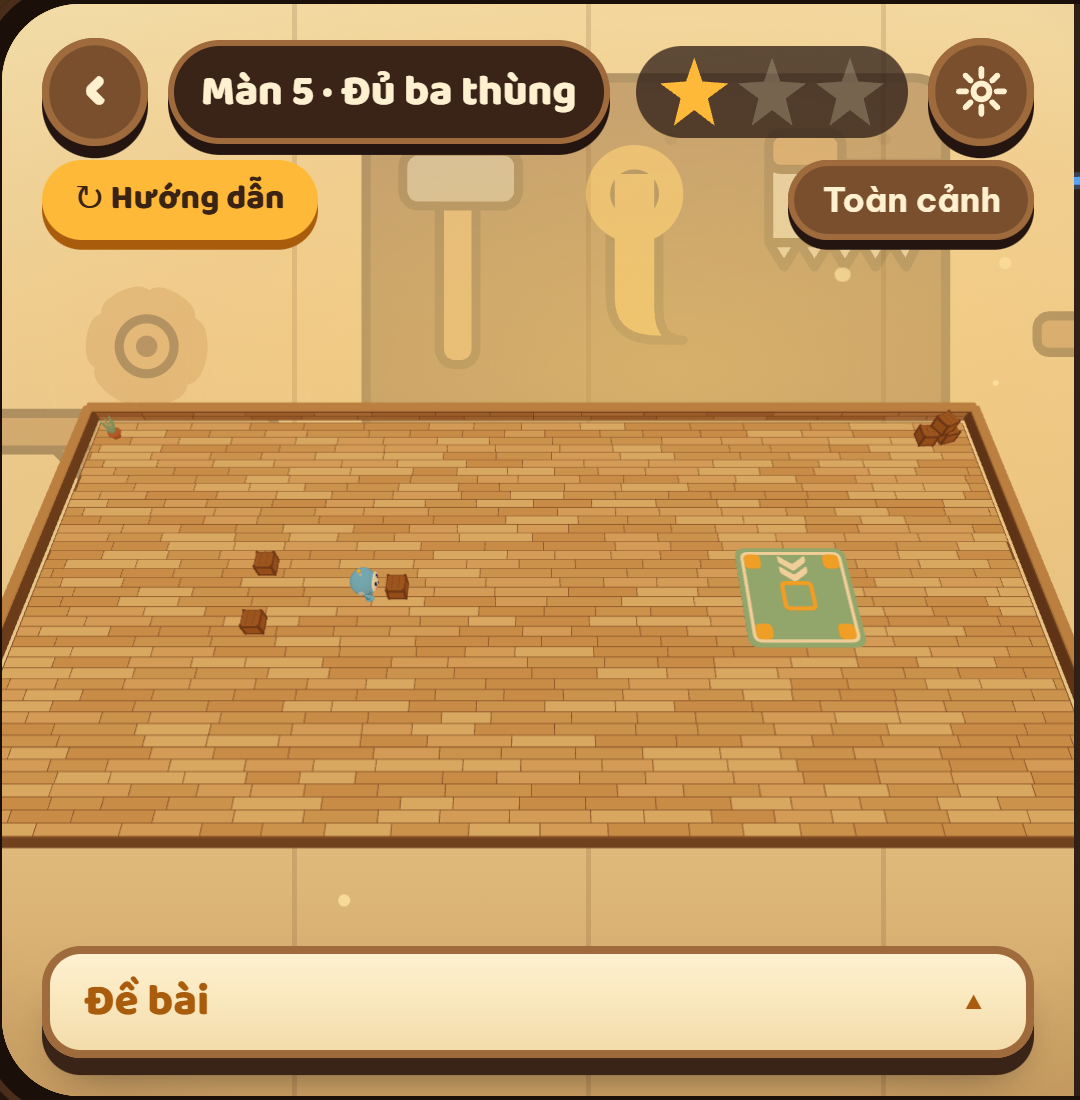 Màn 5 • Đủ ba thùng
↻ Hướng dẫn
Toàn cảnh
Đề bài